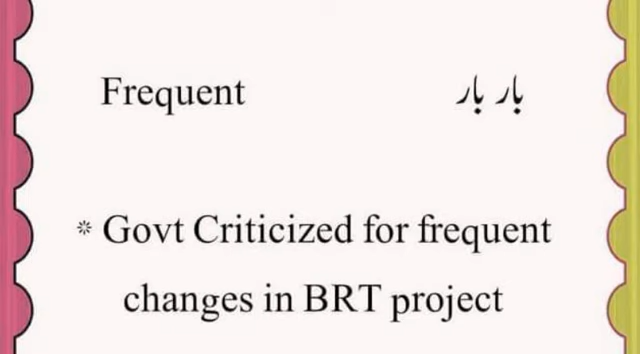 Frequent بار بار
* Govt Criticized for frequent
changes in BRT project